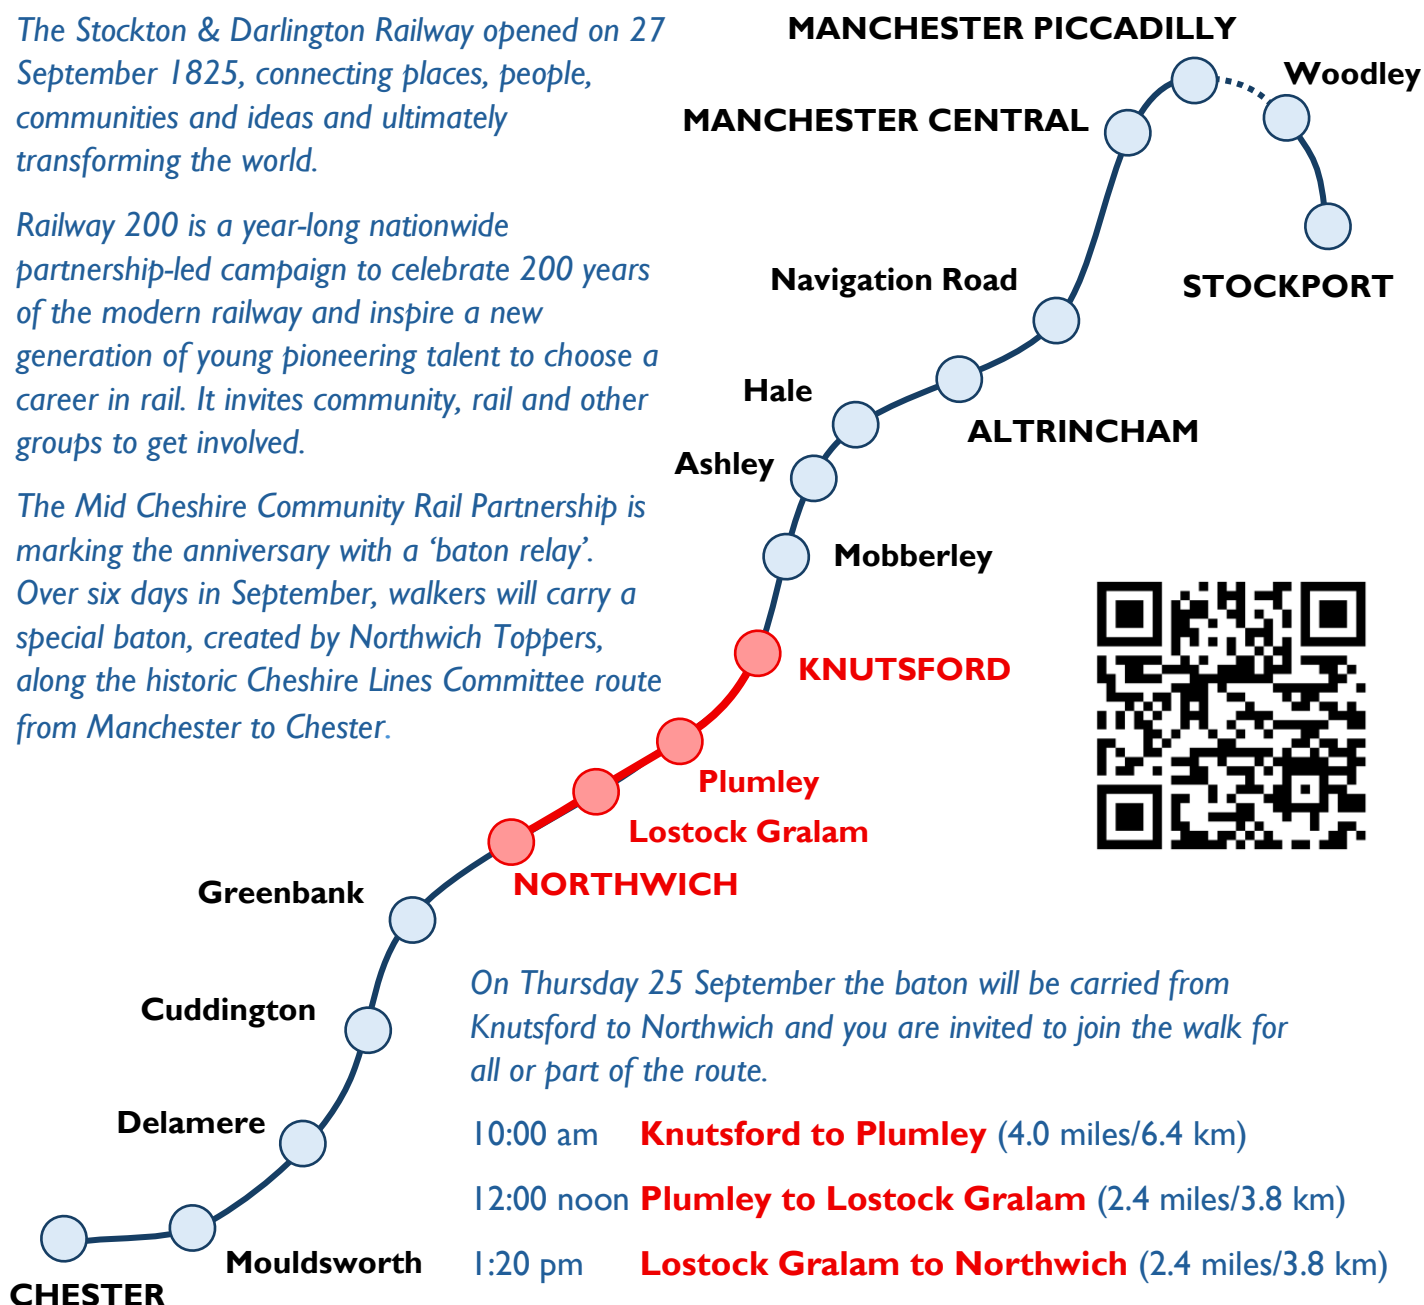 The Stockton & Darlington Railway opened on 27
September 1825, connecting places, people,
communities and ideas and ultimately
transforming the world.
Railway 200 is a year-long nationwide
partnership-led campaign to celebrate 200 years
of the modern railway and inspire a new
generation of young pioneering talent to choose a
career in rail. It invites community, rail and other
groups to get involved.
The Mid Cheshire Community Rail Partnership is
marking the anniversary with a ‘baton relay’.
Over six days in September, walkers will carry a
special baton, created by Northwich Toppers,
along the historic Cheshire Lines Committee route
from Manchester to Chester.
MANCHESTER PICCADILLY
Woodley
MANCHESTER CENTRAL
STOCKPORT
Navigation Road
Hale
ALTRINCHAM
Ashley
Mobberley
KNUTSFORD
Plumley
Lostock Gralam
NORTHWICH
Greenbank
Cuddington
Delamere
Mouldsworth
CHESTER
On Thursday 25 September the baton will be carried from
Knutsford to Northwich and you are invited to join the walk for
all or part of the route.
10:00 am Knutsford to Plumley (4.0 miles/6.4 km)
12:00 noon Plumley to Lostock Gralam (2.4 miles/3.8 km)
1:20 pm Lostock Gralam to Northwich (2.4 miles/3.8 km)